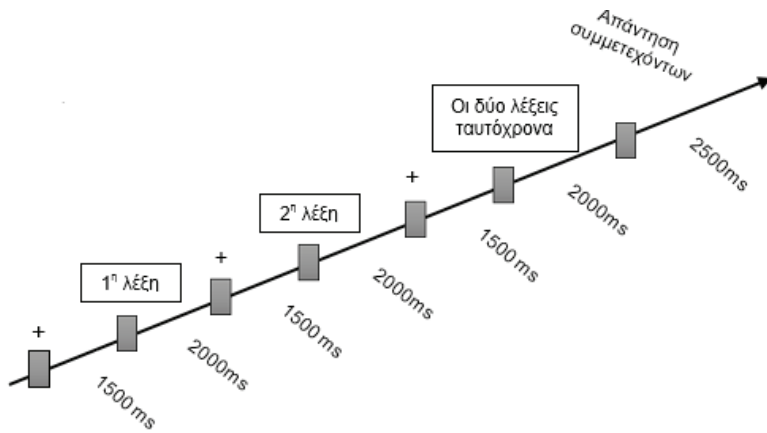 Απάντηση
συμμετεχόντων
Οι δύο λέξεις
ταυτόχρονα
2500ms
+
2000ms
2η λέξη
1500 ms
+
2000ms
1η λέξη
1500 ms
+
2000ms
1500 ms